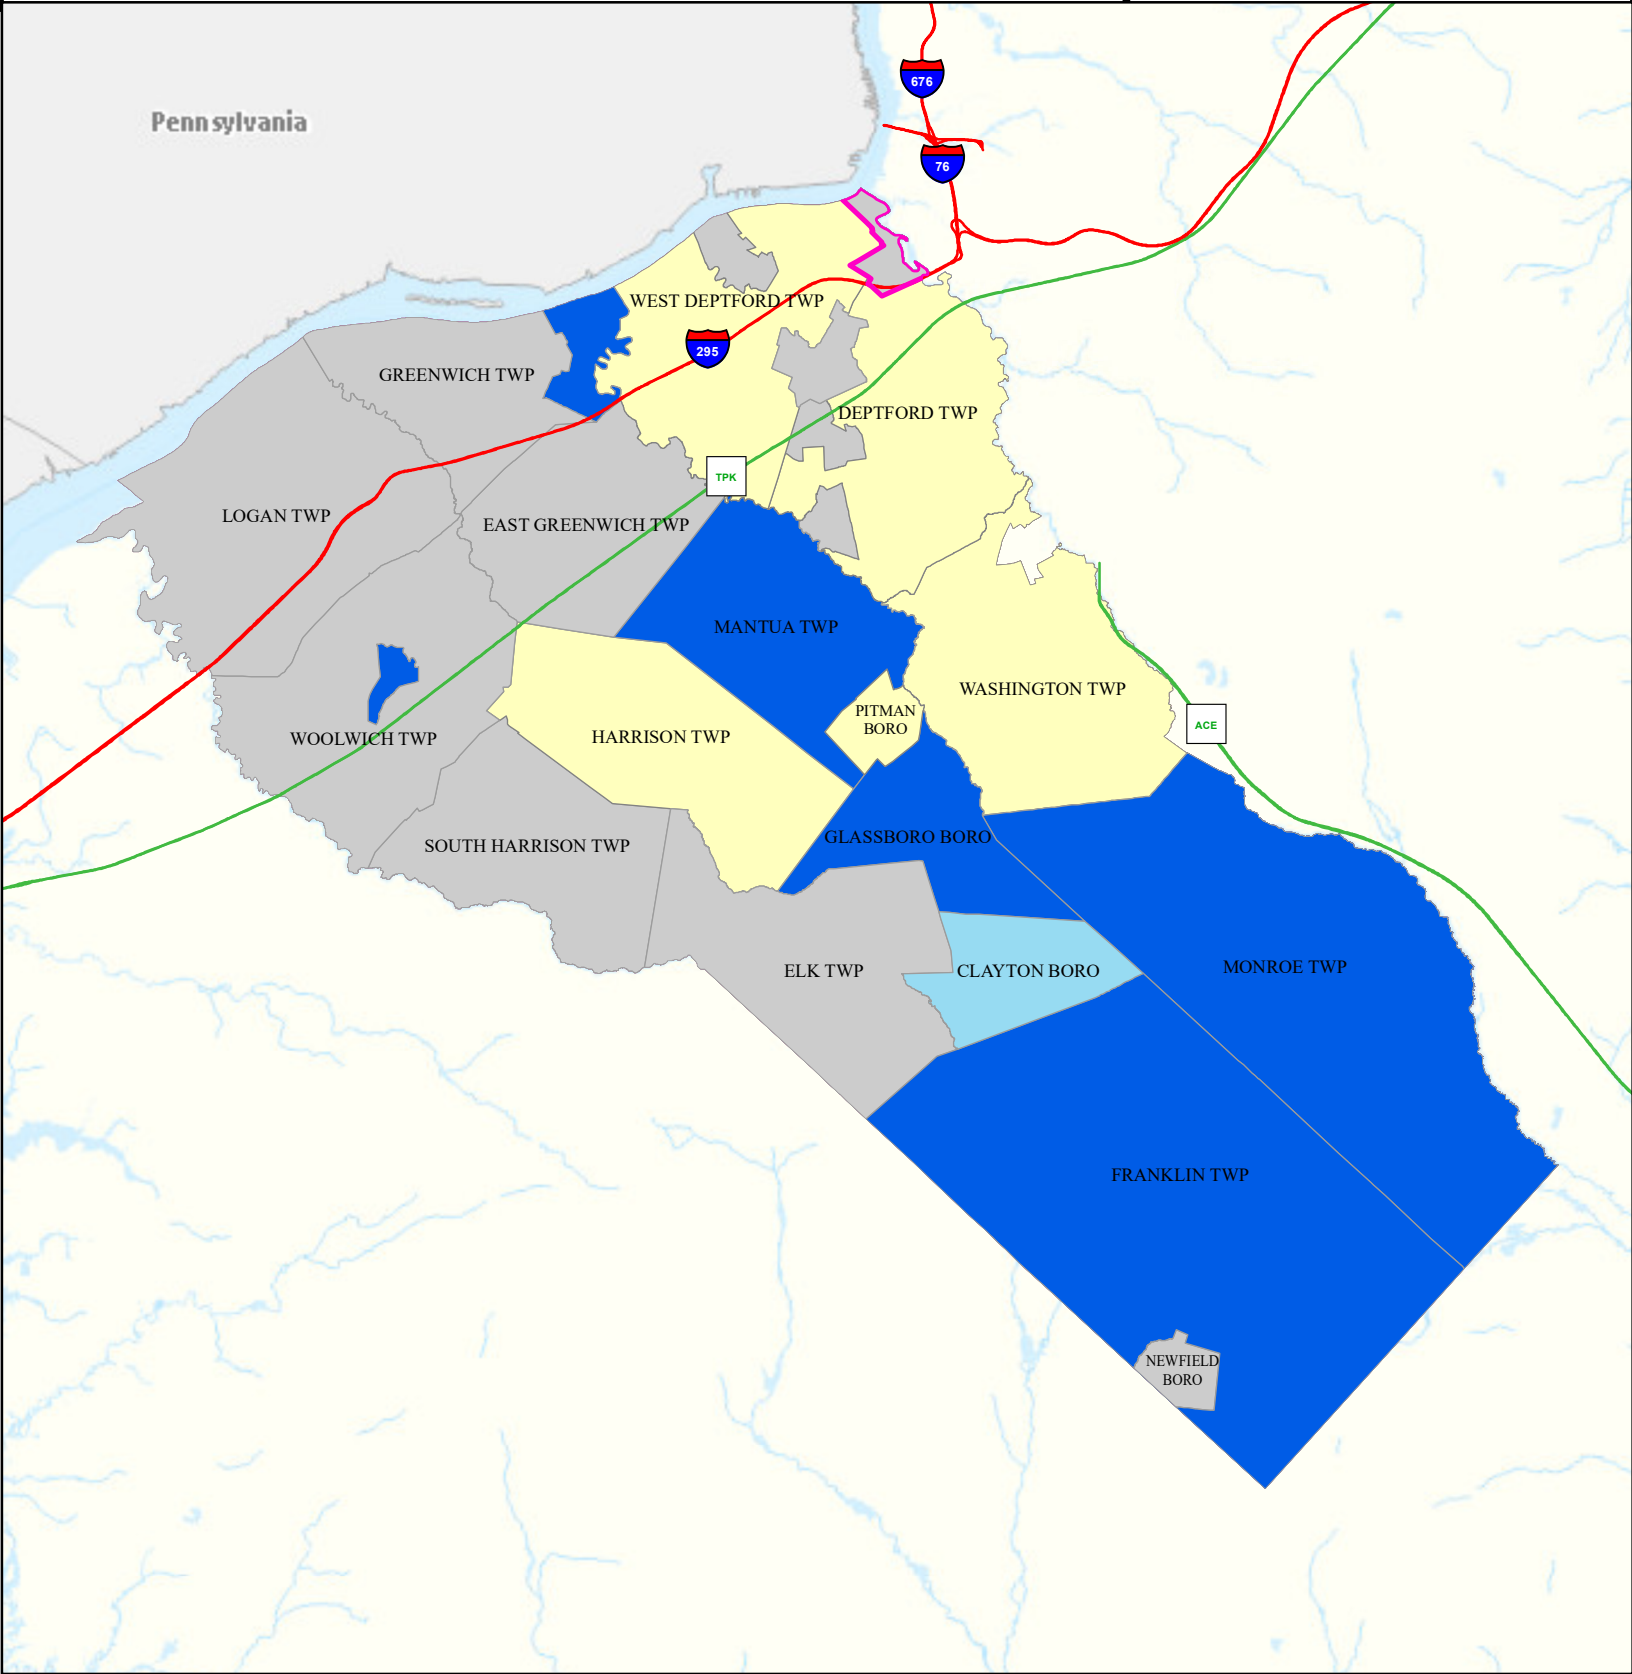 676
Pennsylvania
76
WEST DEPTFORD TWP
295
GREENWICH TWP
DEPTFORD TWP
TPK
LOGAN TWP
EAST GREENWICH TWP
MANTUA TWP
WASHINGTON TWP
PITMAN
BORO
ACE
HARRISON TWP
WOOLWICH TWP
GLASSBORO BORO
SOUTH HARRISON TWP
MONROE TWP
ELK TWP
CLAYTON BORO
FRANKLIN TWP
NEWFIELD
BORO